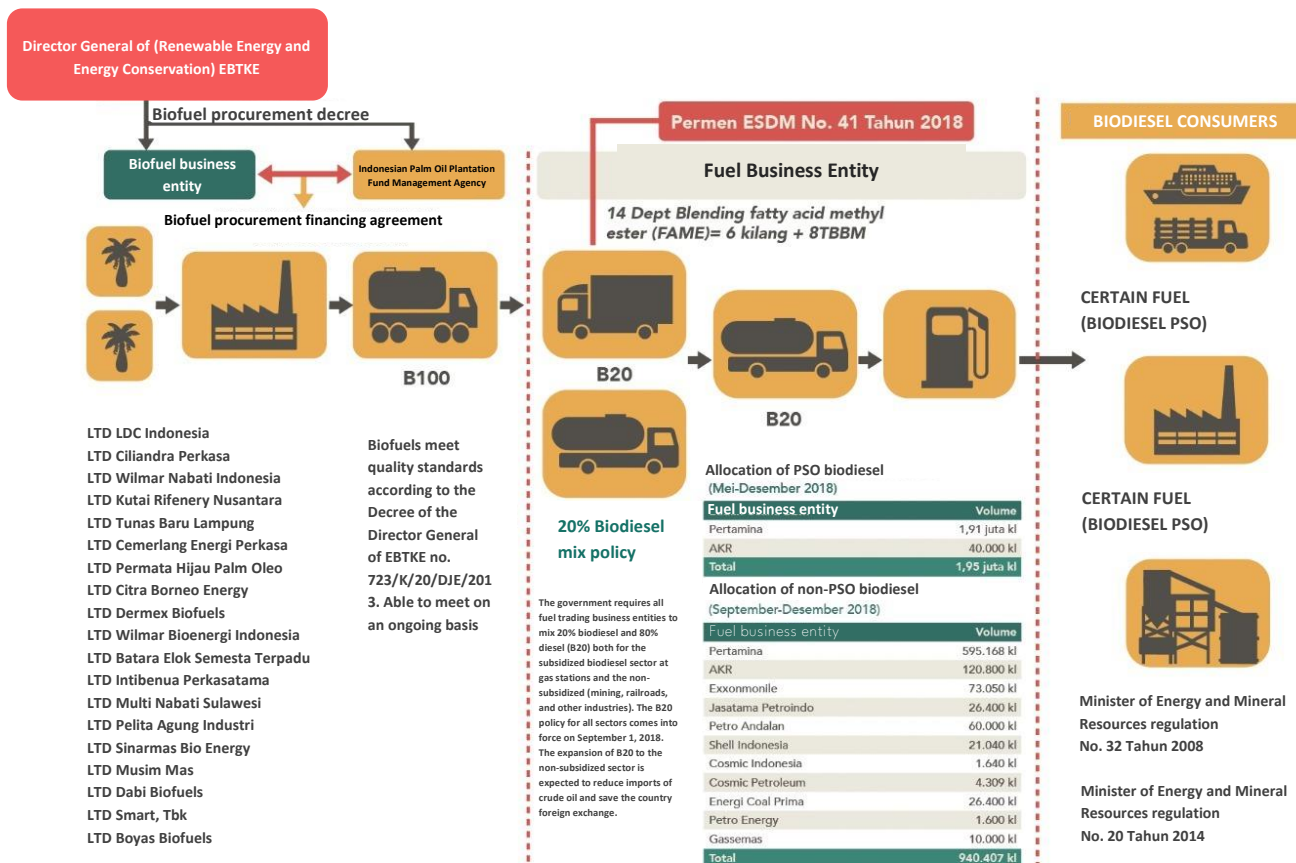 Director General of (Renewable Energy and
Energy Conservation) EBTKE
Biofuel procurement decree
Biofuel business
entity
Indonesian Palm Oil Plantation
Fund Management Agency
Biofuel procurement financing agreement
B100
LTD LDC Indonesia
LTD Ciliandra Perkasa
LTD Wilmar Nabati Indonesia
LTD Kutai Rifenery Nusantara
LTD Tunas Baru Lampung
LTD Cemerlang Energi Perkasa
LTD Permata Hijau Palm Oleo
LTD Citra Borneo Energy
LTD Dermex Biofuels
LTD Wilmar Bioenergi Indonesia
LTD Batara Elok Semesta Terpadu
LTD Intibenua Perkasatama
LTD Multi Nabati Sulawesi
LTD Pelita Agung Industri
LTD Sinarmas Bio Energy
LTD Musim Mas
LTD Dabi Biofuels
LTD Smart, Tbk
LTD Boyas Biofuels
Biofuels meet
quality standards
according to the
Decree of the
Director General
of EBTKE no.
723/K/20/DJE/201
3. Able to meet on
an ongoing basis
Permen ESDM No. 41 Tahun 2018
Fuel Business Entity
14 Dept Blending fatty acid methyl
ester (FAME)= 6 kilang + 8TBBM
B20
B20
20% Biodiesel
mix policy
The government requires all
fuel trading business entities to
mix 20% biodiesel and 80%
diesel (B20) both for the
subsidized biodiesel sector at
gas stations and the non-
subsidized (mining, railroads,
and other industries). The B20
policy for all sectors comes into
force on September 1, 2018.
The expansion of B20 to the
non-subsidized sector is
expected to reduce imports of
crude oil and save the country
foreign exchange.
Allocation of PSO biodiesel
(Mei-Desember 2018)
Fuel business entity Volume
Pertamina 1,91 juta kl
AKR 40.000 kl
Total 1,95 juta kl
Allocation of non-PSO biodiesel
(September-Desember 2018)
Fuel business entity Volume
Pertamina 595.168 kl
AKR 120.800 kl
Exxonmonile 73.050 kl
Jasatama Petroindo 26.400 kl
Petro Andalan 60.000 kl
Shell Indonesia 21.040 kl
Cosmic Indonesia 1.640 kl
Cosmic Petroleum 4.309 kl
Energi Coal Prima 26.400 kl
Petro Energy 1.600 kl
Gassemas 10.000 kl
Total 940.407 kl
BIODIESEL CONSUMERS
CERTAIN FUEL
(BIODIESEL PSO)
CERTAIN FUEL
(BIODIESEL PSO)
Minister of Energy and Mineral
Resources regulation
No. 32 Tahun 2008
Minister of Energy and Mineral
Resources regulation
No. 20 Tahun 2014